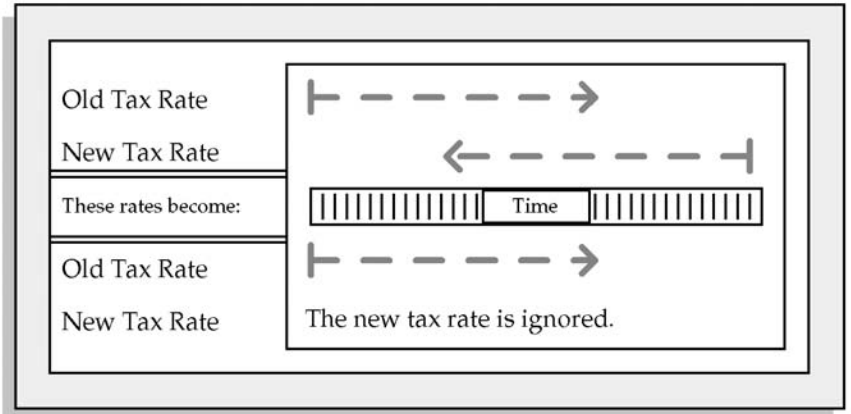 Old Tax Rate
New Tax Rate
These rates become:
Time
Old Tax Rate
New Tax Rate
The new tax rate is ignored.